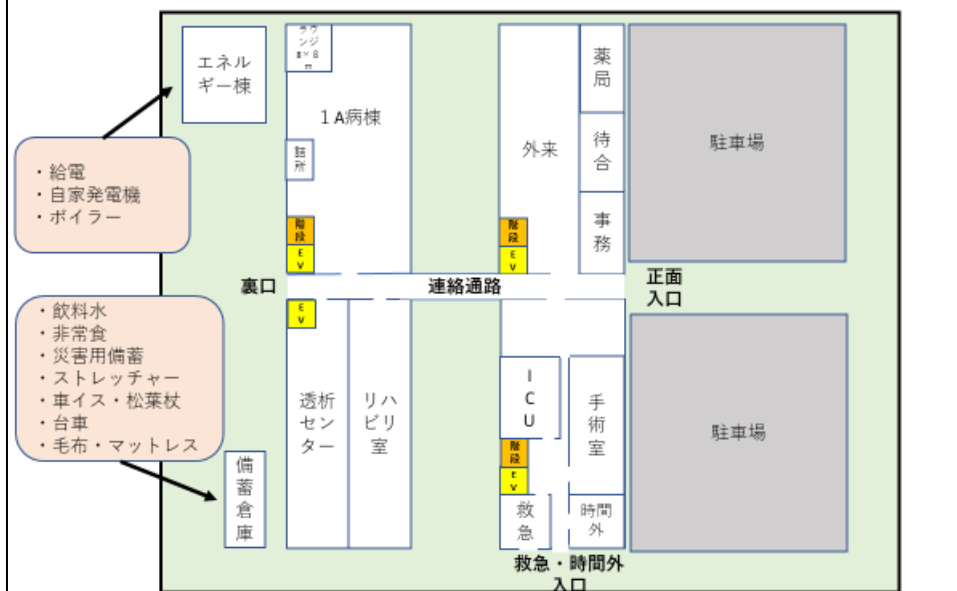 エネル
ギー棟
・給電
・自家発電機
・ボイラー
・飲料水
・非常食
・災害用備蓄
・ストレッチャー
・車イス・松葉杖
・台車
・毛布・マットレス
備
蓄
倉
庫
ラウ
ンジ
8×8
m
1A病棟
詰
所
階
段
E
V
裏口
連絡通路
E
V
透析
セン
ター
リハ
ビリ
室
外来
薬
局
待
合
事
務
階
段
E
V
正面
入口
I
C
U
手
術
室
階
段
E
V
救
急
時間
外
救急・時間外
入口
駐車場
駐車場